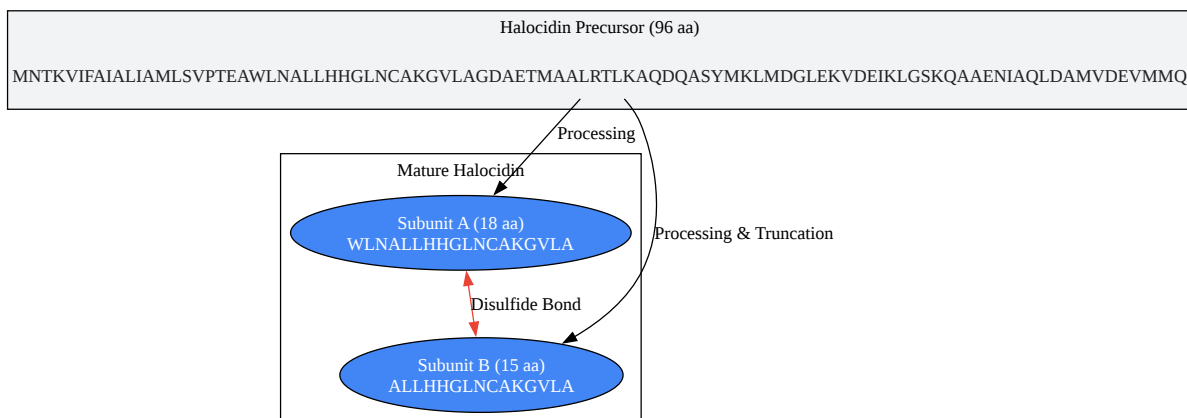 Halocidin Precursor (96 aa)
MNTKVIFAIALIAMLSVPTEAWLNALLHHGLNCAKGVLAGDAETMAALRTLKAQDQASYMKLMDGLEKVDEIKLGSKQAAENIAQLDAMVDEVMMQ
Processing
Mature Halocidin
Subunit A (18 aa)
WLNALLHHGLNCAKGVLA
Processing & Truncation
Disulfide Bond
Subunit B (15 aa)
ALLHHGLNCAKGVLA